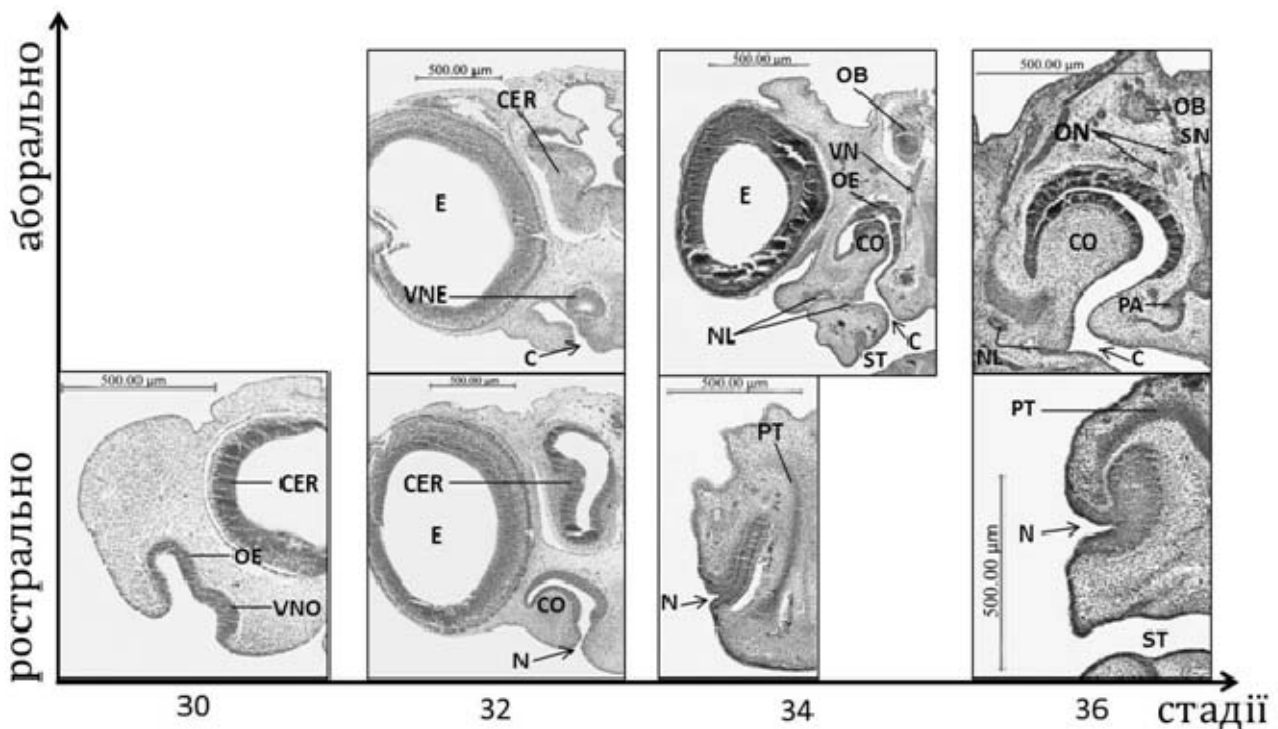 аборально
рострально
500.00 µm
CER
E
VNE
C
500.00 µm
OB
VN
OE
E
CO
NL
ST
C
500.00 µm
OB
ON
SN
CO
PA
NL
C
500.00 µm
CER
OE
VNO
500.00 µm
CER
E
CO
N
500.00 µm
PT
N
PT
N
500.00 µm
ST
30
32
34
36
стадії